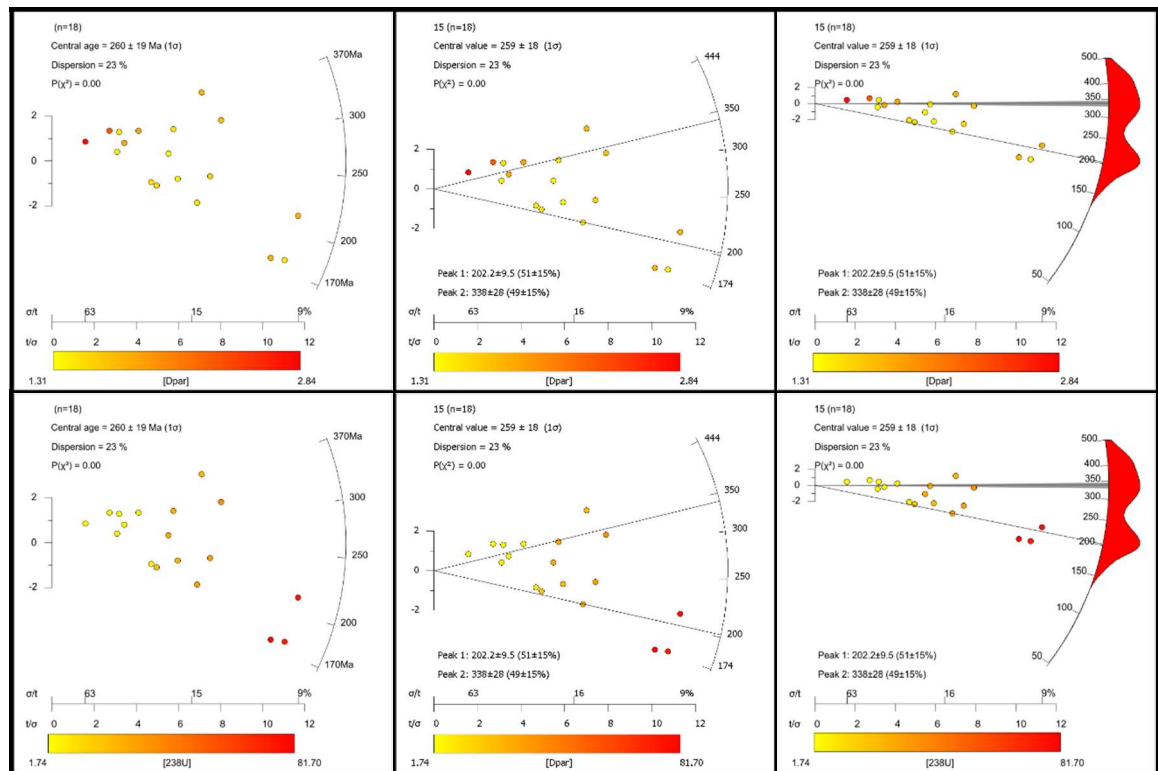 (n=18)
Central age = 260 ± 19 Ma (1σ)
Dispersion = 23 %
P(χ²) = 0.00
370Ma
300
250
200
170Ma
2
0
-2
σ/t 63 15 9%
t/σ 0 2 4 6 8 10 12
1.31 [Dpar] 2.84
15 (n=18)
Central value = 259 ± 18 (1σ)
Dispersion = 23 %
P(χ²) = 0.00
444
350
300
250
200
174
2
0
-2
Peak 1: 202.2±9.5 (51±15%)
Peak 2: 338±28 (49±15%)
σ/t 63 16 9%
t/σ 0 2 4 6 8 10 12
1.31 [Dpar] 2.84
15 (n=18)
Central value = 259 ± 18 (1σ)
Dispersion = 23 %
P(χ²) = 0.00
500
400
350
300
250
200
150
100
50
2
0
-2
Peak 1: 202.2±9.5 (51±15%)
Peak 2: 338±28 (49±15%)
σ/t 63 16 9%
t/σ 0 2 4 6 8 10 12
1.31 [Dpar] 2.84
(n=18)
Central age = 260 ± 19 Ma (1σ)
Dispersion = 23 %
P(χ²) = 0.00
370Ma
300
250
200
170Ma
2
0
-2
σ/t 63 15 9%
t/σ 0 2 4 6 8 10 12
1.74 [238U] 81.70
15 (n=18)
Central value = 259 ± 18 (1σ)
Dispersion = 23 %
P(χ²) = 0.00
444
350
300
250
200
174
2
0
-2
Peak 1: 202.2±9.5 (51±15%)
Peak 2: 338±28 (49±15%)
σ/t 63 16 9%
t/σ 0 2 4 6 8 10 12
1.74 [Dpar] 81.70
15 (n=18)
Central value = 259 ± 18 (1σ)
Dispersion = 23 %
P(χ²) = 0.00
500
400
350
300
250
200
150
100
50
2
0
-2
Peak 1: 202.2±9.5 (51±15%)
Peak 2: 338±28 (49±15%)
σ/t 63 16 9%
t/σ 0 2 4 6 8 10 12
1.74 [238U] 81.70